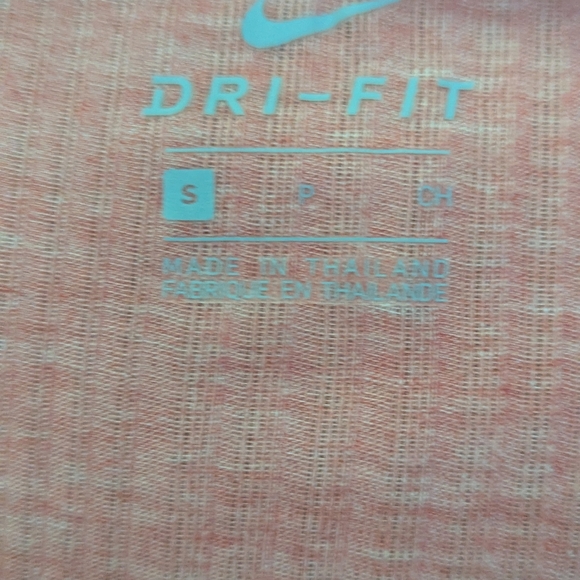 DRI-FIT
S P CH
MADE IN THAILAND
FABRIQUE EN THAILANDE